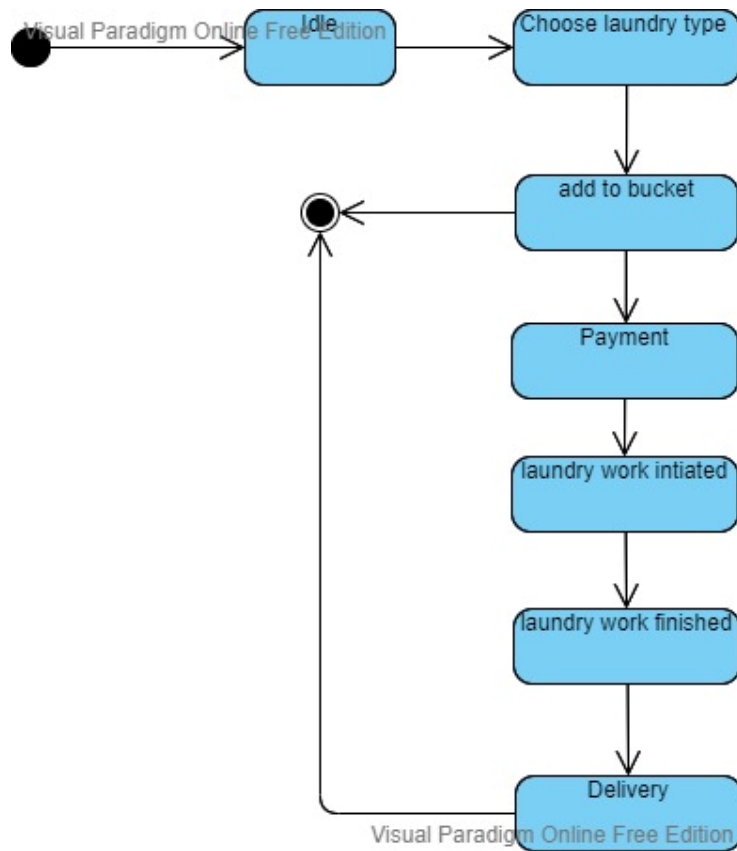 Visual Paradigm Online Free Edition
Idle
Choose laundry type
add to bucket
Payment
laundry work intiated
laundry work finished
Delivery
Visual Paradigm Online Free Edition